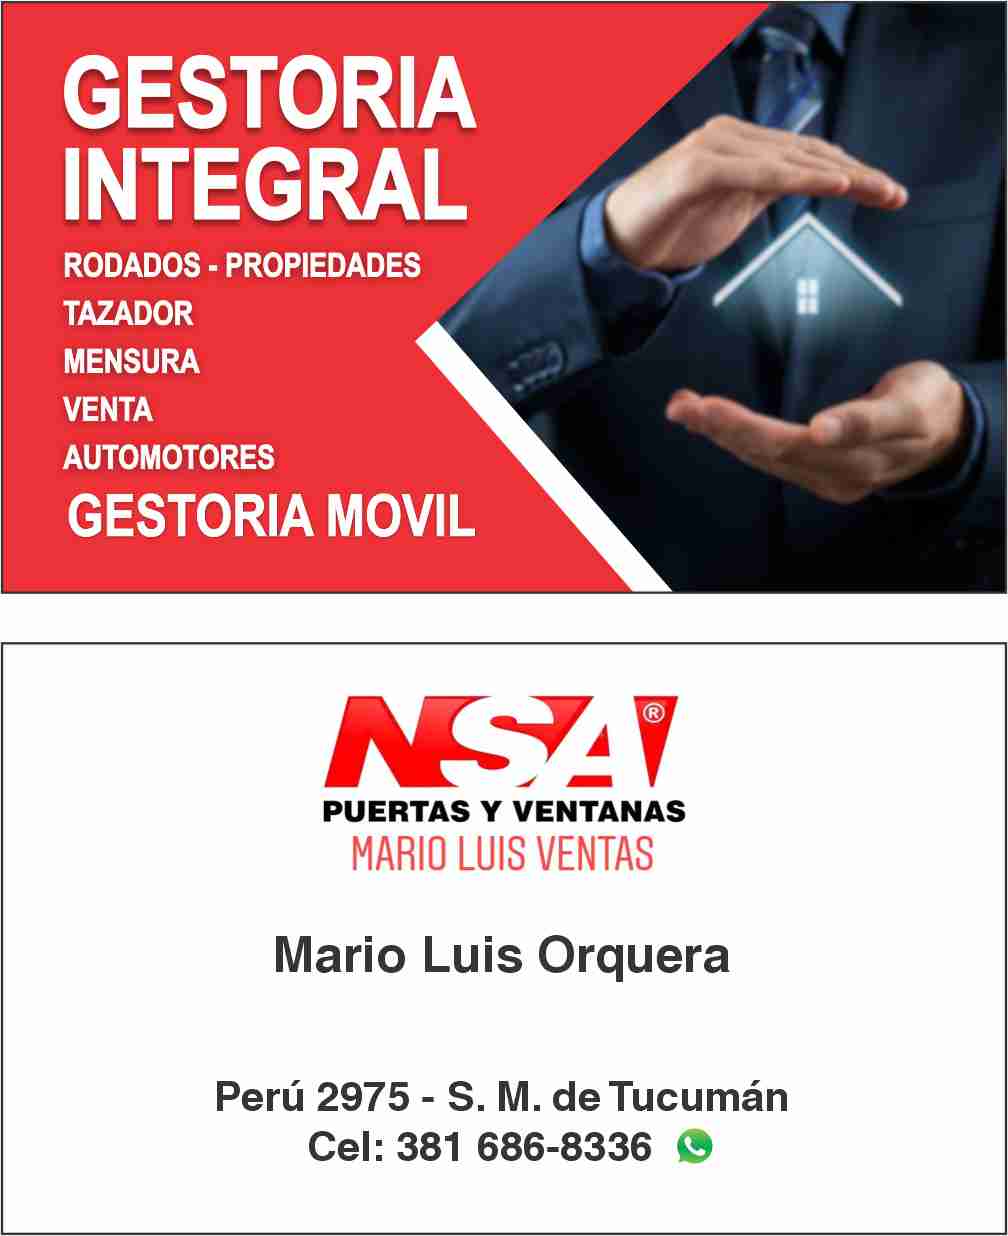 GESTORIA
INTEGRAL
RODADOS - PROPIEDADES
TAZADOR
MENSURA
VENTA
AUTOMOTORES
GESTORIA MOVIL
NSA®
PUERTAS Y VENTANAS
MARIO LUIS VENTAS
Mario Luis Orquera
Perú 2975 - S. M. de Tucumán
Cel: 381 686-8336